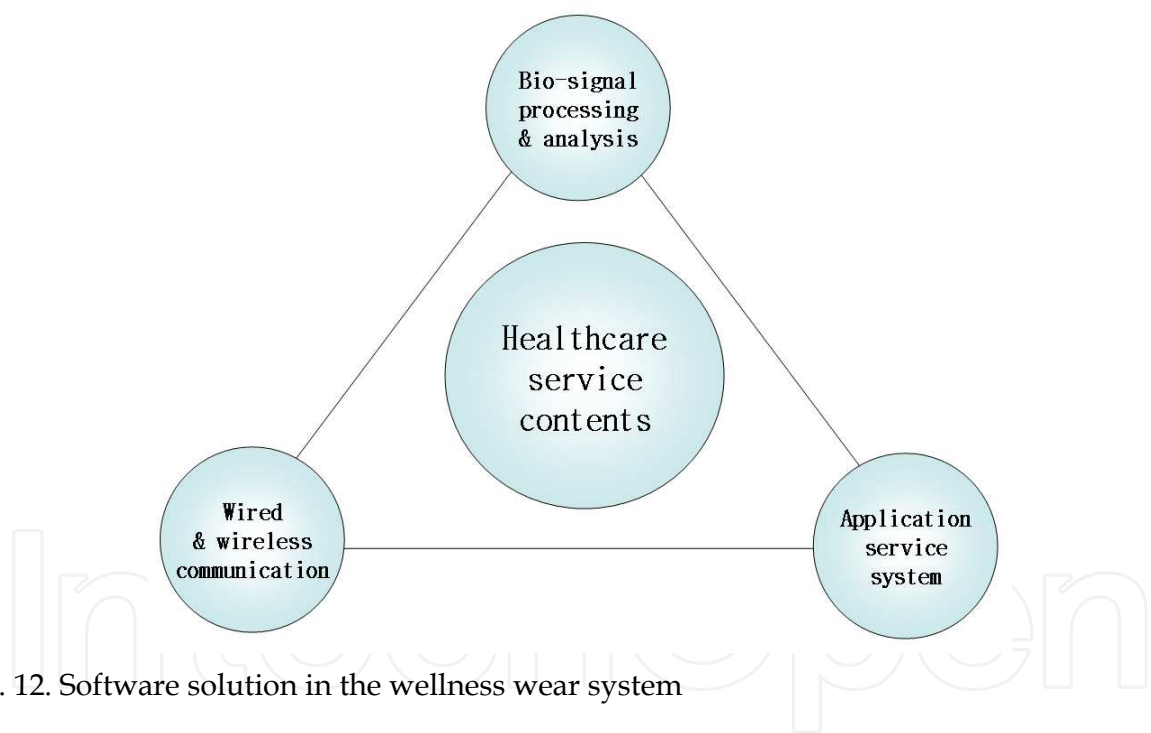 Bio-signal
processing
& analysis
Healthcare
service
contents
Wired
& wireless
communication
Application
service
system
. 12. Software solution in the wellness wear system
IntechOpen